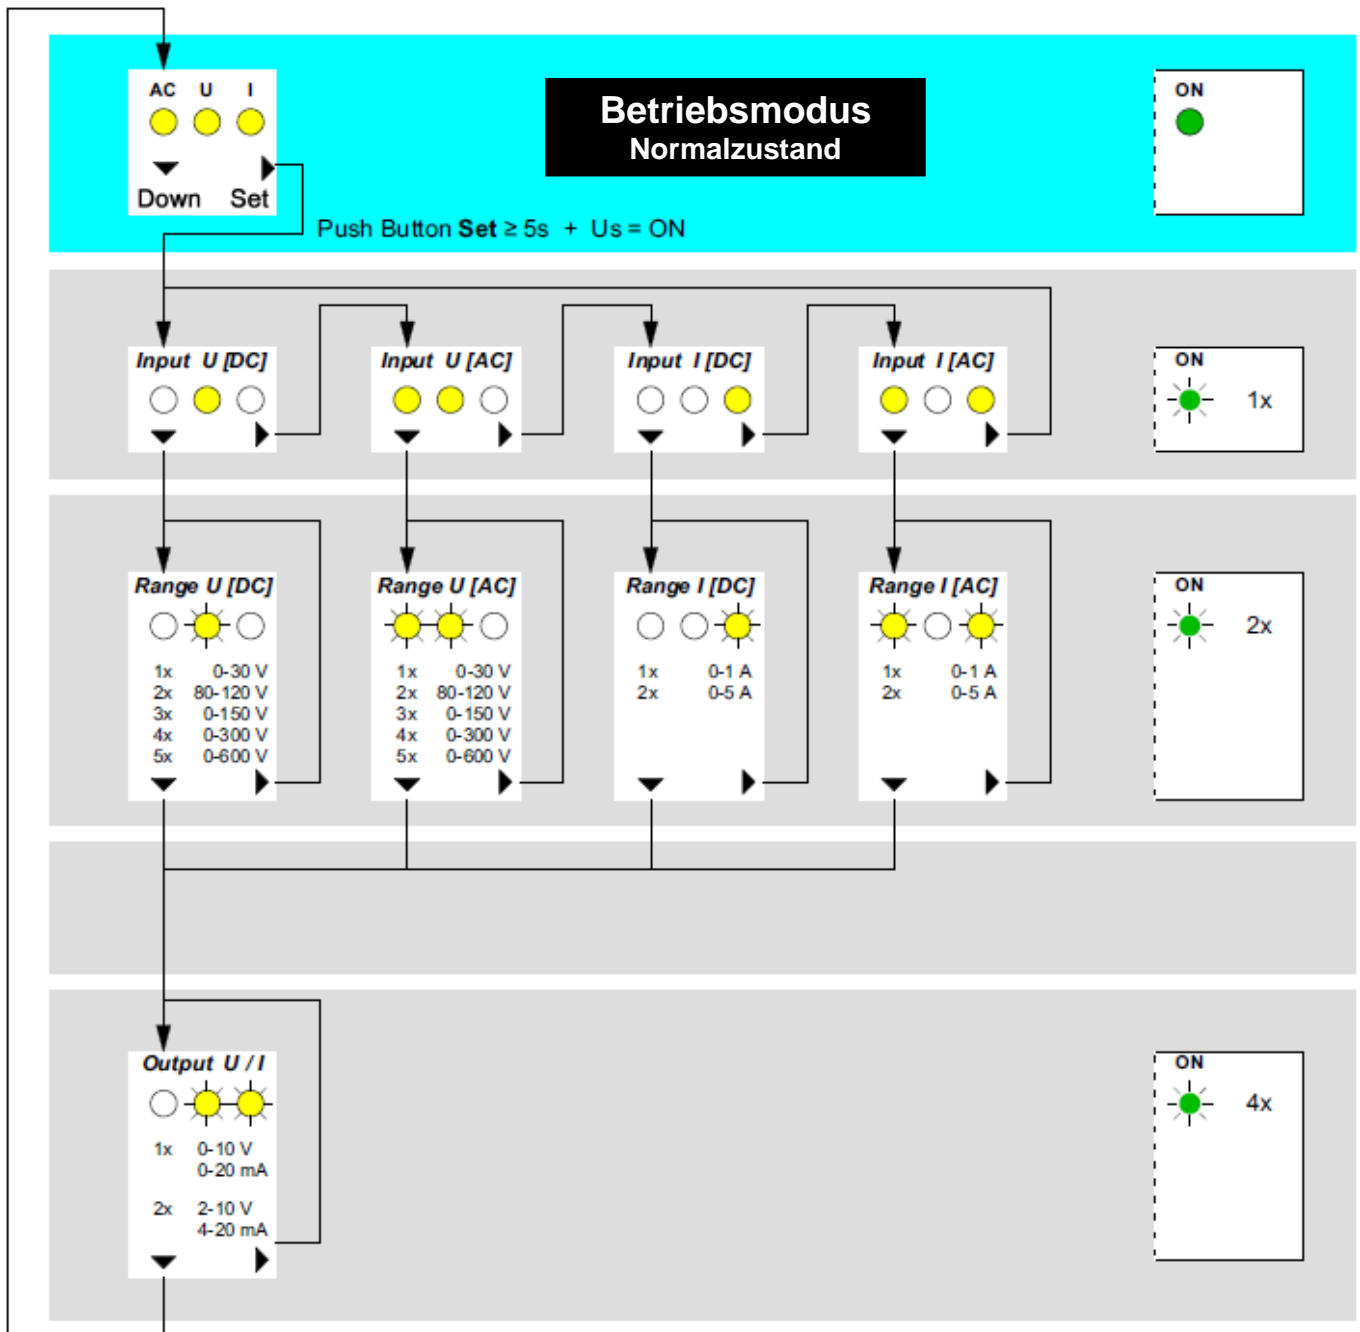 AC U I
Betriebsmodus
Normalzustand
ON
Down Set
Push Button Set ≥ 5s + Us = ON
Input U [DC]
Input U [AC]
Input I [DC]
Input I [AC]
ON
1x
Range U [DC]
1x 0-30 V
2x 80-120 V
3x 0-150 V
4x 0-300 V
5x 0-600 V
Range U [AC]
1x 0-30 V
2x 80-120 V
3x 0-150 V
4x 0-300 V
5x 0-600 V
Range I [DC]
1x 0-1 A
2x 0-5 A
Range I [AC]
1x 0-1 A
2x 0-5 A
ON
2x
Output U / I
1x 0-10 V
0-20 mA
2x 2-10 V
4-20 mA
ON
4x